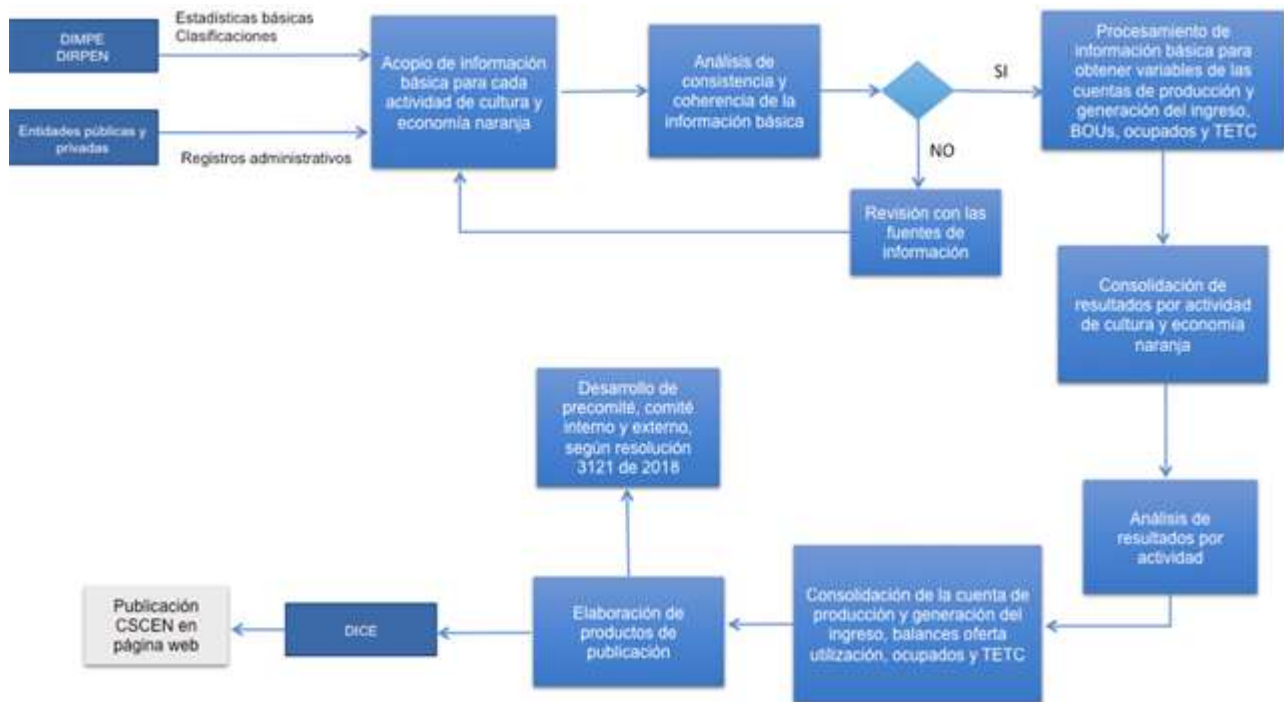 Estadísticas básicas
Clasificaciones
DIMPE
DIRPEN
Entidades públicas y
privadas
Registros administrativos
Acopio de información
básica para cada
actividad de cultura y
economía naranja
Análisis de
consistencia y
coherencia de la
información básica
SI
NO
Revisión con las
fuentes de
información
Procesamiento de
información básica para
obtener variables de las
cuentas de producción y
generación del ingreso,
BOUs, ocupados y TETC
Consolidación de
resultados por actividad
de cultura y economía
naranja
Análisis de
resultados por
actividad
Consolidación de la cuenta de
producción y generación del
ingreso, balances oferta
utilización, ocupados y TETC
Elaboración de
productos de
publicación
Desarrollo de
precomité, comité
interno y externo,
según resolución
3121 de 2018
DICE
Publicación
CSCEN en
página web